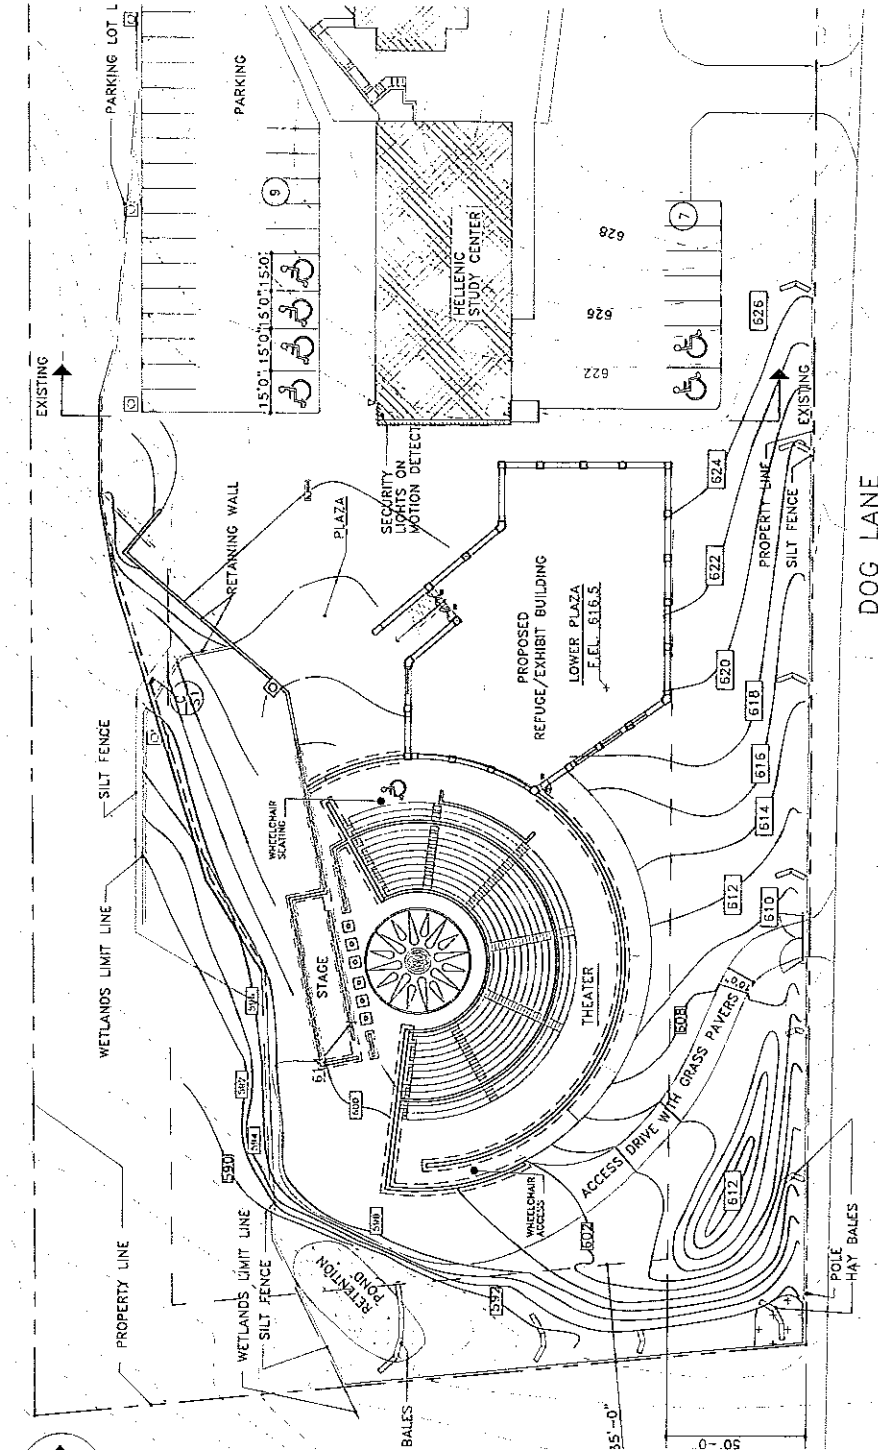 PARKING LOT L
PARKING
9
15'0" 15'0" 15'0" 15'0"
EXISTING
HELLENIC
STUDY CENTER
628
626
622
7
626
EXISTING
SECURITY
LIGHTS ON
MOTION DETECT
RETAINING WALL
PLAZA
624
PROPERTY LINE
SILT FENCE
DOG LANE
622
PROPOSED
REFUGE/EXHIBIT BUILDING
LOWER PLAZA
F.EL. 616.5
620
618
616
614
612
610
SILT FENCE
WETLANDS LIMIT LINE
WHEELCHAIR
SEATING
STAGE
THEATER
608
10'0"
ACCESS DRIVE WITH GRASS PAVERS
596
587
594
590
600
598
WHEELCHAIR
ACCESS
602
612
592
PROPERTY LINE
WETLANDS LIMIT LINE
SILT FENCE
RETENTION
POND
POLE
HAY BALES
BALES
35'-0"
50'-0"